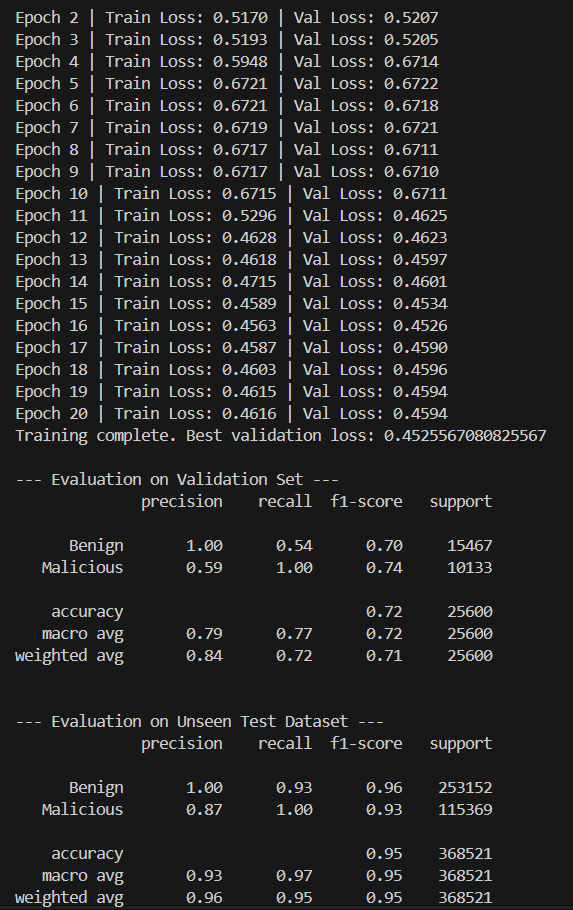 Epoch 2 | Train Loss: 0.5170 | Val Loss: 0.5207
Epoch 3 | Train Loss: 0.5193 | Val Loss: 0.5205
Epoch 4 | Train Loss: 0.5948 | Val Loss: 0.6714
Epoch 5 | Train Loss: 0.6721 | Val Loss: 0.6722
Epoch 6 | Train Loss: 0.6721 | Val Loss: 0.6718
Epoch 7 | Train Loss: 0.6719 | Val Loss: 0.6721
Epoch 8 | Train Loss: 0.6717 | Val Loss: 0.6711
Epoch 9 | Train Loss: 0.6717 | Val Loss: 0.6710
Epoch 10 | Train Loss: 0.6715 | Val Loss: 0.6711
Epoch 11 | Train Loss: 0.5296 | Val Loss: 0.4625
Epoch 12 | Train Loss: 0.4628 | Val Loss: 0.4623
Epoch 13 | Train Loss: 0.4618 | Val Loss: 0.4597
Epoch 14 | Train Loss: 0.4715 | Val Loss: 0.4601
Epoch 15 | Train Loss: 0.4589 | Val Loss: 0.4534
Epoch 16 | Train Loss: 0.4563 | Val Loss: 0.4526
Epoch 17 | Train Loss: 0.4587 | Val Loss: 0.4590
Epoch 18 | Train Loss: 0.4603 | Val Loss: 0.4596
Epoch 19 | Train Loss: 0.4615 | Val Loss: 0.4594
Epoch 20 | Train Loss: 0.4616 | Val Loss: 0.4594
Training complete. Best validation loss: 0.4525567080825567
--- Evaluation on Validation Set ---
precision recall f1-score support
Benign 1.00 0.54 0.70 15467
Malicious 0.59 1.00 0.74 10133
accuracy 0.72 25600
macro avg 0.79 0.77 0.72 25600
weighted avg 0.84 0.72 0.71 25600
--- Evaluation on Unseen Test Dataset ---
precision recall f1-score support
Benign 1.00 0.93 0.96 253152
Malicious 0.87 1.00 0.93 115369
accuracy 0.95 368521
macro avg 0.93 0.97 0.95 368521
weighted avg 0.96 0.95 0.95 368521